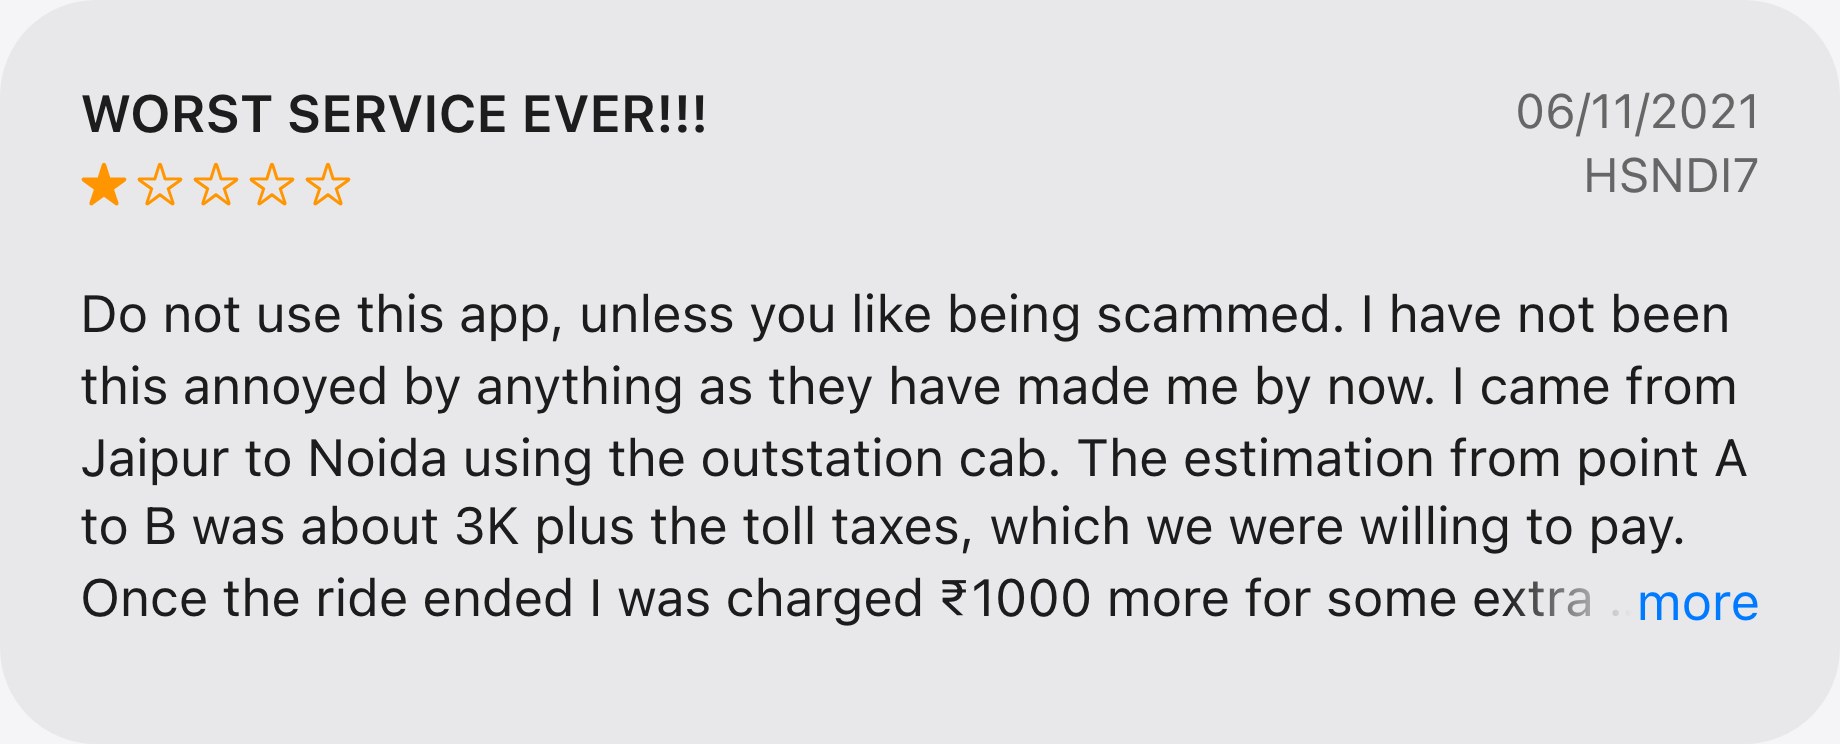 WORST SERVICE EVER!!!
06/11/2021
HSNDI7
Do not use this app, unless you like being scammed. I have not been
this annoyed by anything as they have made me by now. I came from
Jaipur to Noida using the outstation cab. The estimation from point A
to B was about 3K plus the toll taxes, which we were willing to pay.
Once the ride ended I was charged ₹1000 more for some extra .. more